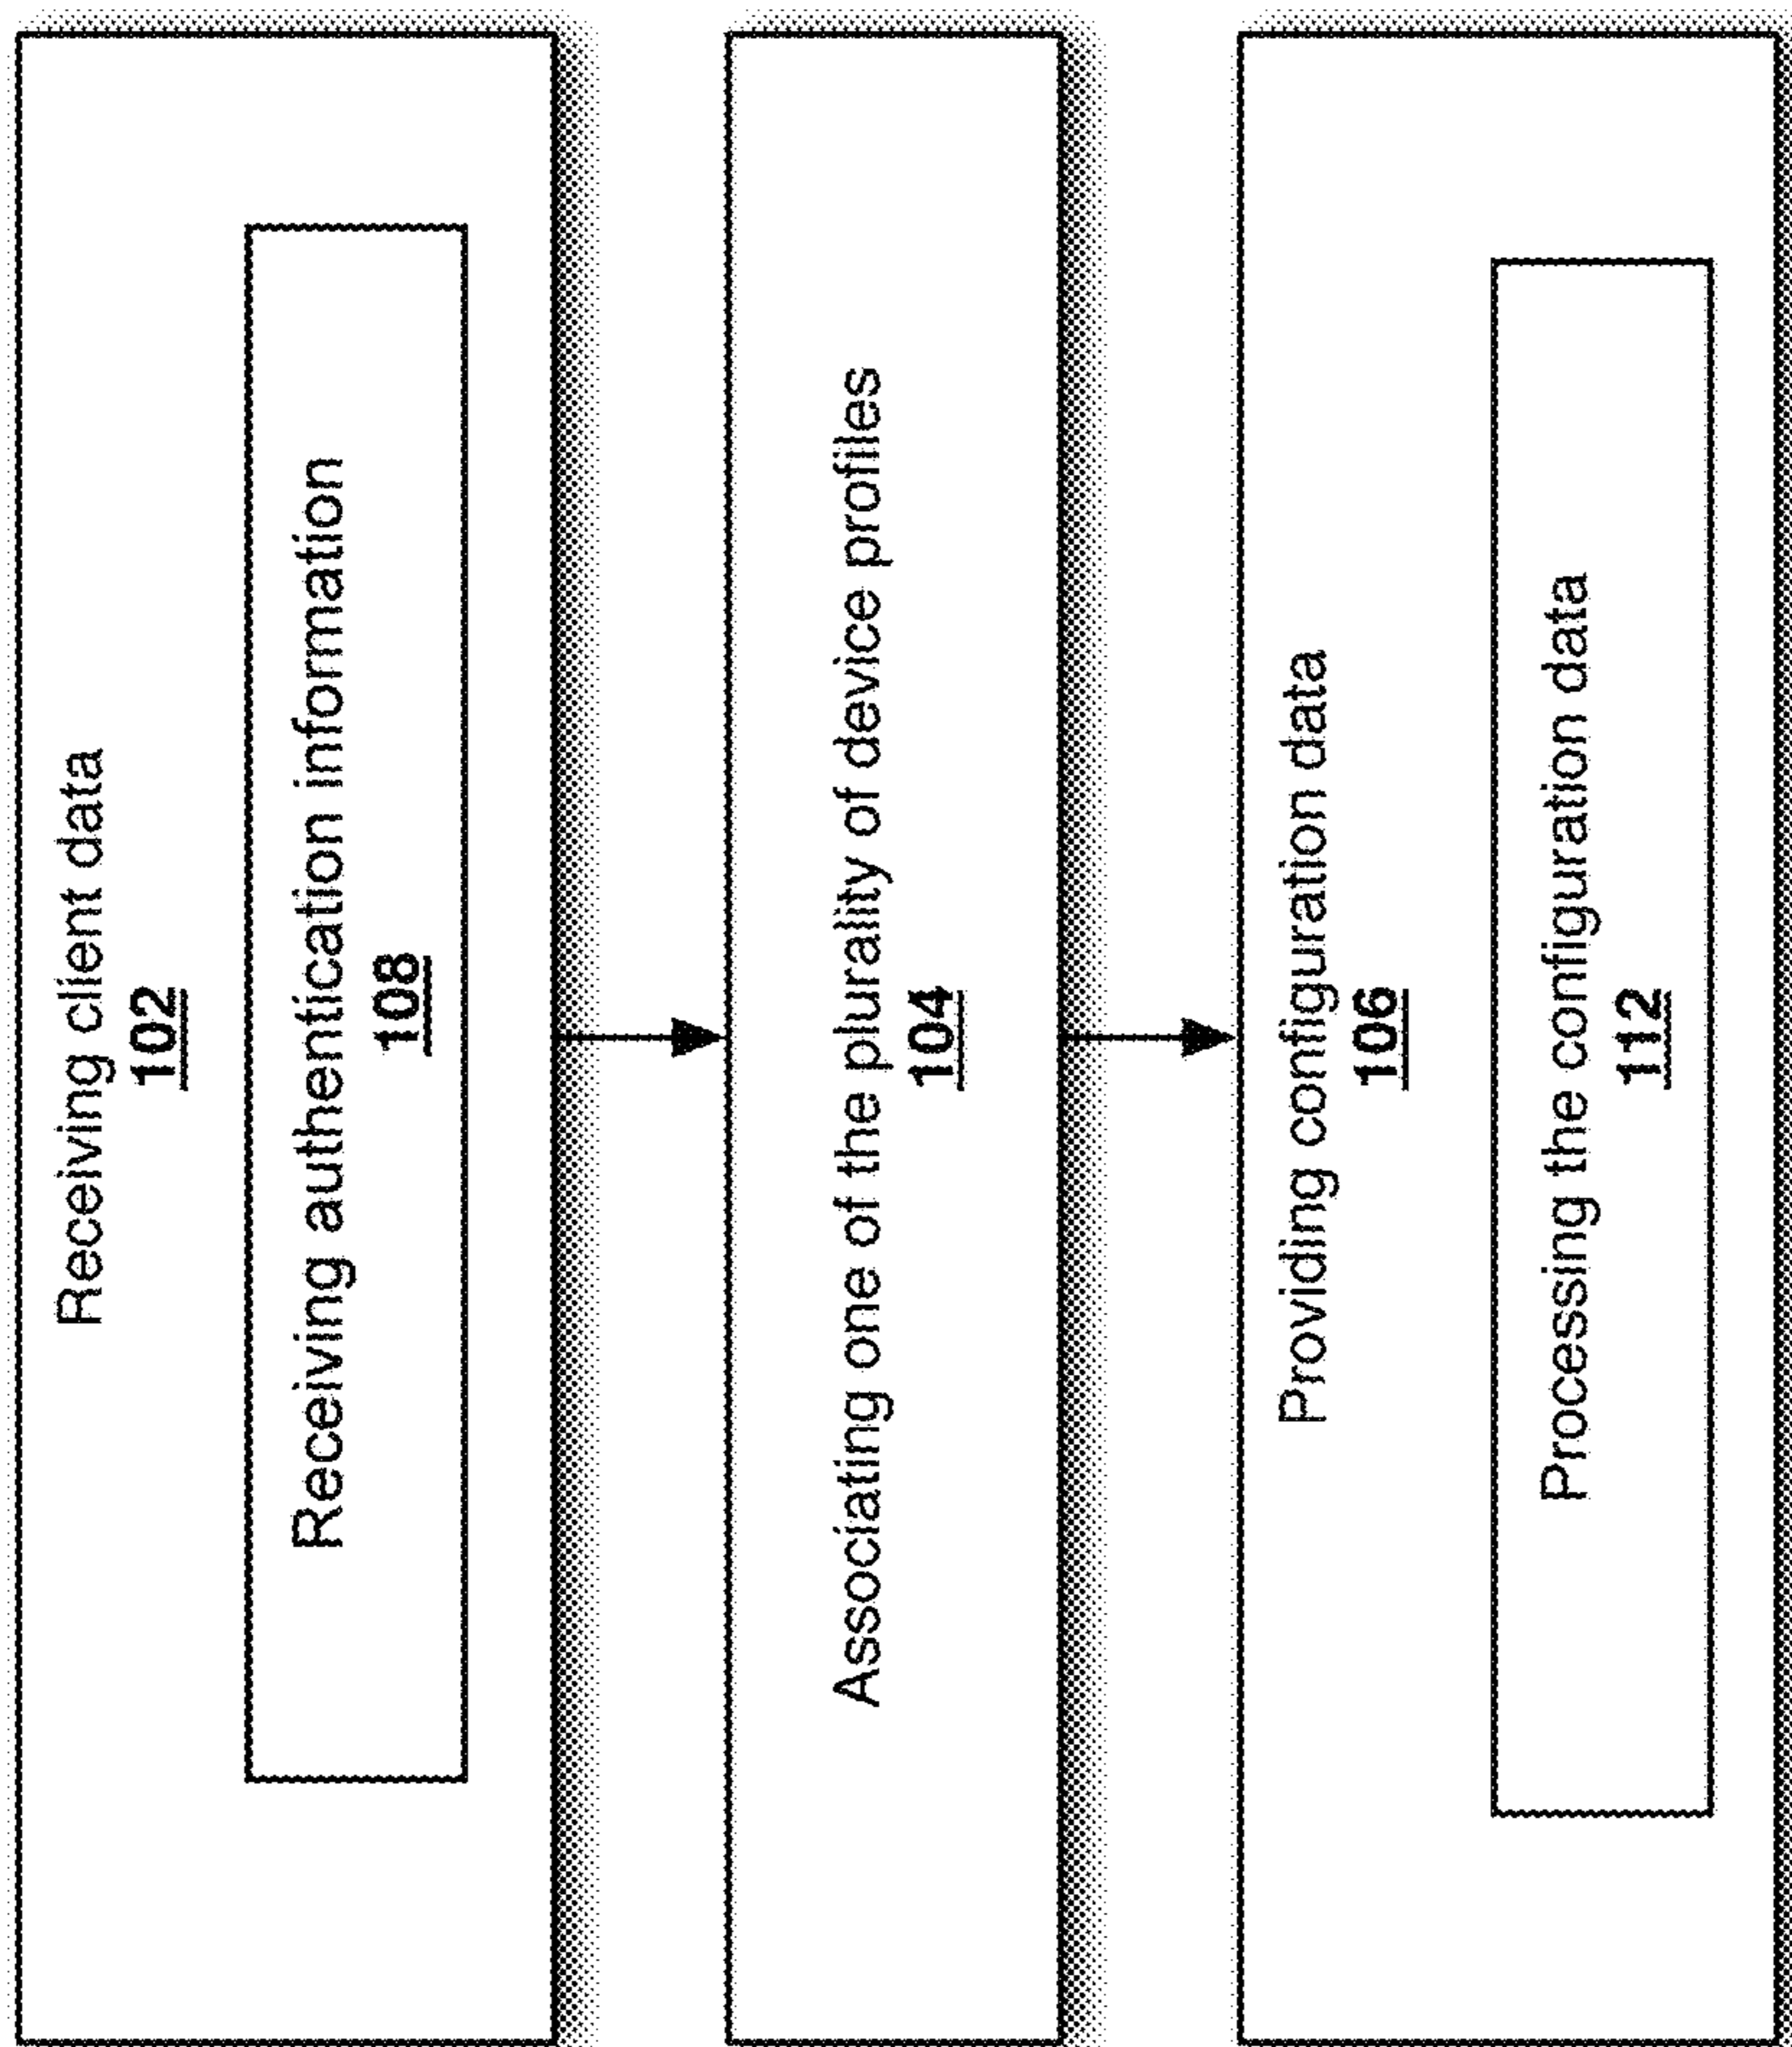 Receiving client data
102
Receiving authentication information
108
Associating one of the plurality of device profiles
104
Providing configuration data
106
Processing the configuration data
112